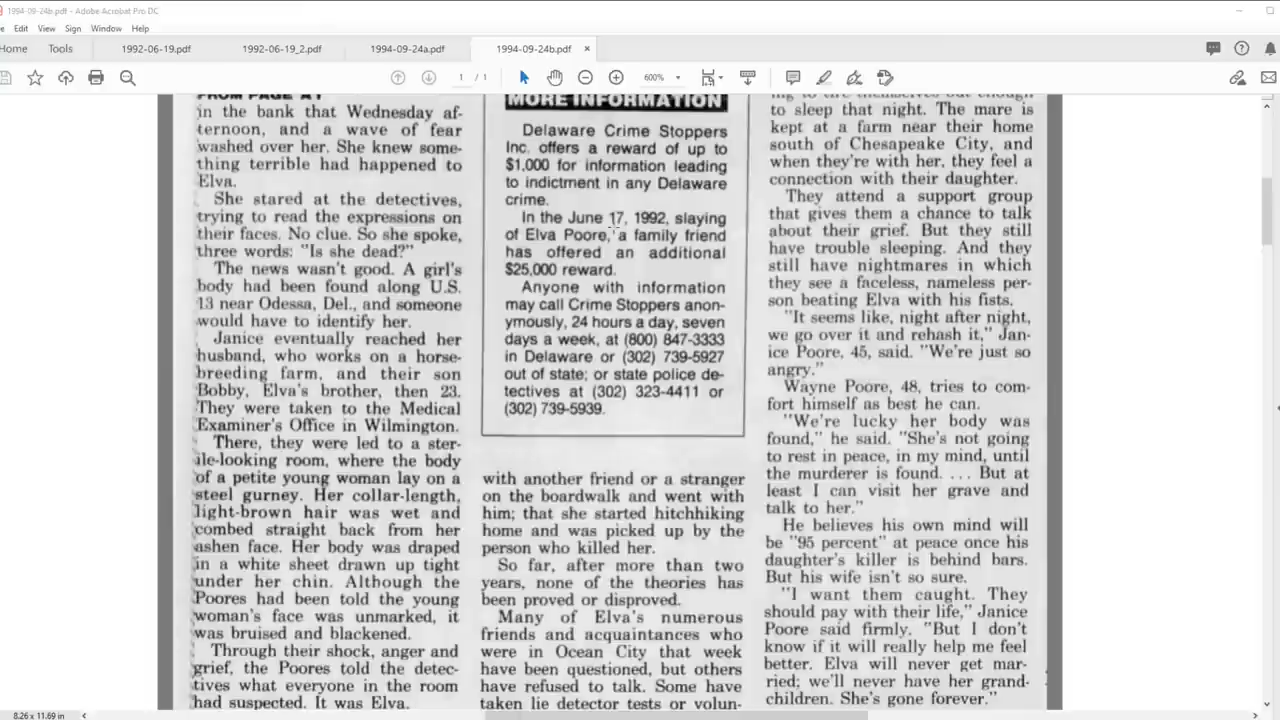 1994-09-24b.pdf - Adobe Acrobat Pro DC
Edit View Sign Window Help
Home Tools 1992-06-19.pdf 1992-06-19_2.pdf 1994-09-24a.pdf 1994-09-24b.pdf ×
1 / 1 600%
FROM PAGE A1
in the bank that Wednesday af-
ternoon, and a wave of fear
washed over her. She knew some-
thing terrible had happened to
Elva.
She stared at the detectives,
trying to read the expressions on
their faces. No clue. So she spoke,
three words: "Is she dead?"
The news wasn't good. A girl's
body had been found along U.S.
13 near Odessa, Del., and someone
would have to identify her.
Janice eventually reached her
husband, who works on a horse-
breeding farm, and their son
Bobby, Elva's brother, then 23.
They were taken to the Medical
Examiner's Office in Wilmington.
There, they were led to a ster-
ile-looking room, where the body
of a petite young woman lay on a
steel gurney. Her collar-length,
light-brown hair was wet and
combed straight back from her
ashen face. Her body was draped
in a white sheet drawn up tight
under her chin. Although the
Poores had been told the young
woman's face was unmarked, it
was bruised and blackened.
Through their shock, anger and
grief, the Poores told the detec-
tives what everyone in the room
had suspected. It was Elva.
MORE INFORMATION
Delaware Crime Stoppers
Inc. offers a reward of up to
$1,000 for information leading
to indictment in any Delaware
crime.
In the June 17, 1992, slaying
of Elva Poore, a family friend
has offered an additional
$25,000 reward.
Anyone with information
may call Crime Stoppers anon-
ymously, 24 hours a day, seven
days a week, at (800) 847-3333
in Delaware or (302) 739-5927
out of state; or state police de-
tectives at (302) 323-4411 or
(302) 739-5939.
with another friend or a stranger
on the boardwalk and went with
him; that she started hitchhiking
home and was picked up by the
person who killed her.
So far, after more than two
years, none of the theories has
been proved or disproved.
Many of Elva's numerous
friends and acquaintances who
were in Ocean City that week
have been questioned, but others
have refused to talk. Some have
taken lie detector tests or volun-
to sleep that night. The mare is
kept at a farm near their home
south of Chesapeake City, and
when they're with her, they feel a
connection with their daughter.
They attend a support group
that gives them a chance to talk
about their grief. But they still
have trouble sleeping. And they
still have nightmares in which
they see a faceless, nameless per-
son beating Elva with his fists.
"It seems like, night after night,
we go over it and rehash it," Jan-
ice Poore, 45, said. "We're just so
angry."
Wayne Poore, 48, tries to com-
fort himself as best he can.
"We're lucky her body was
found," he said. "She's not going
to rest in peace, in my mind, until
the murderer is found. ... But at
least I can visit her grave and
talk to her."
He believes his own mind will
be "95 percent" at peace once his
daughter's killer is behind bars.
But his wife isn't so sure.
"I want them caught. They
should pay with their life," Janice
Poore said firmly. "But I don't
know if it will really help me feel
better. Elva will never get mar-
ried; we'll never have her grand-
children. She's gone forever."
8.26 x 11.69 in